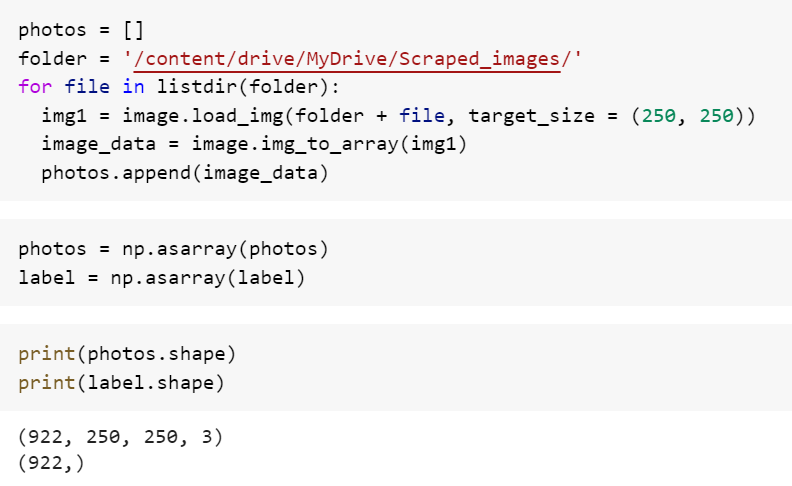 photos = []
folder = '/content/drive/MyDrive/Scraped_images/'
for file in listdir(folder):
  img1 = image.load_img(folder + file, target_size = (250, 250))
  image_data = image.img_to_array(img1)
  photos.append(image_data)
photos = np.asarray(photos)
label = np.asarray(label)
print(photos.shape)
print(label.shape)
(922, 250, 250, 3)
(922,)